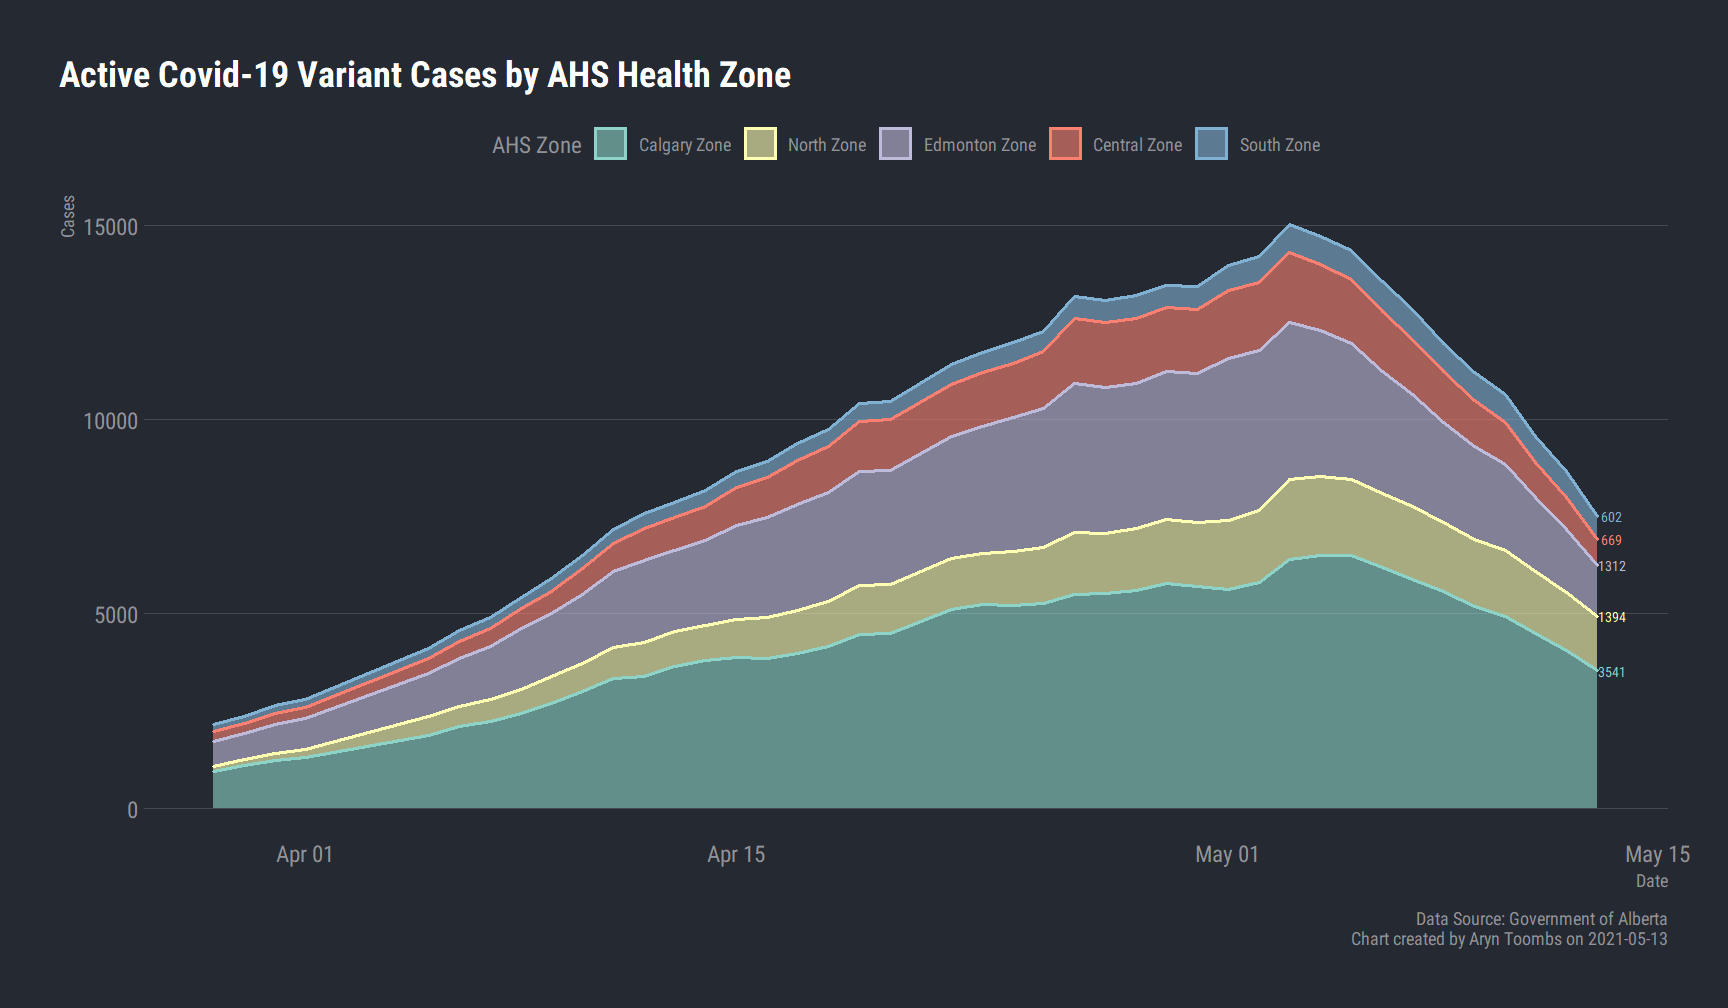 Active Covid-19 Variant Cases by AHS Health Zone
AHS Zone Calgary Zone North Zone Edmonton Zone Central Zone South Zone
Cases
15000
10000
5000
0
602
669
1312
1394
3541
Apr 01 Apr 15 May 01 May 15
Date
Data Source: Government of Alberta
Chart created by Aryn Toombs on 2021-05-13